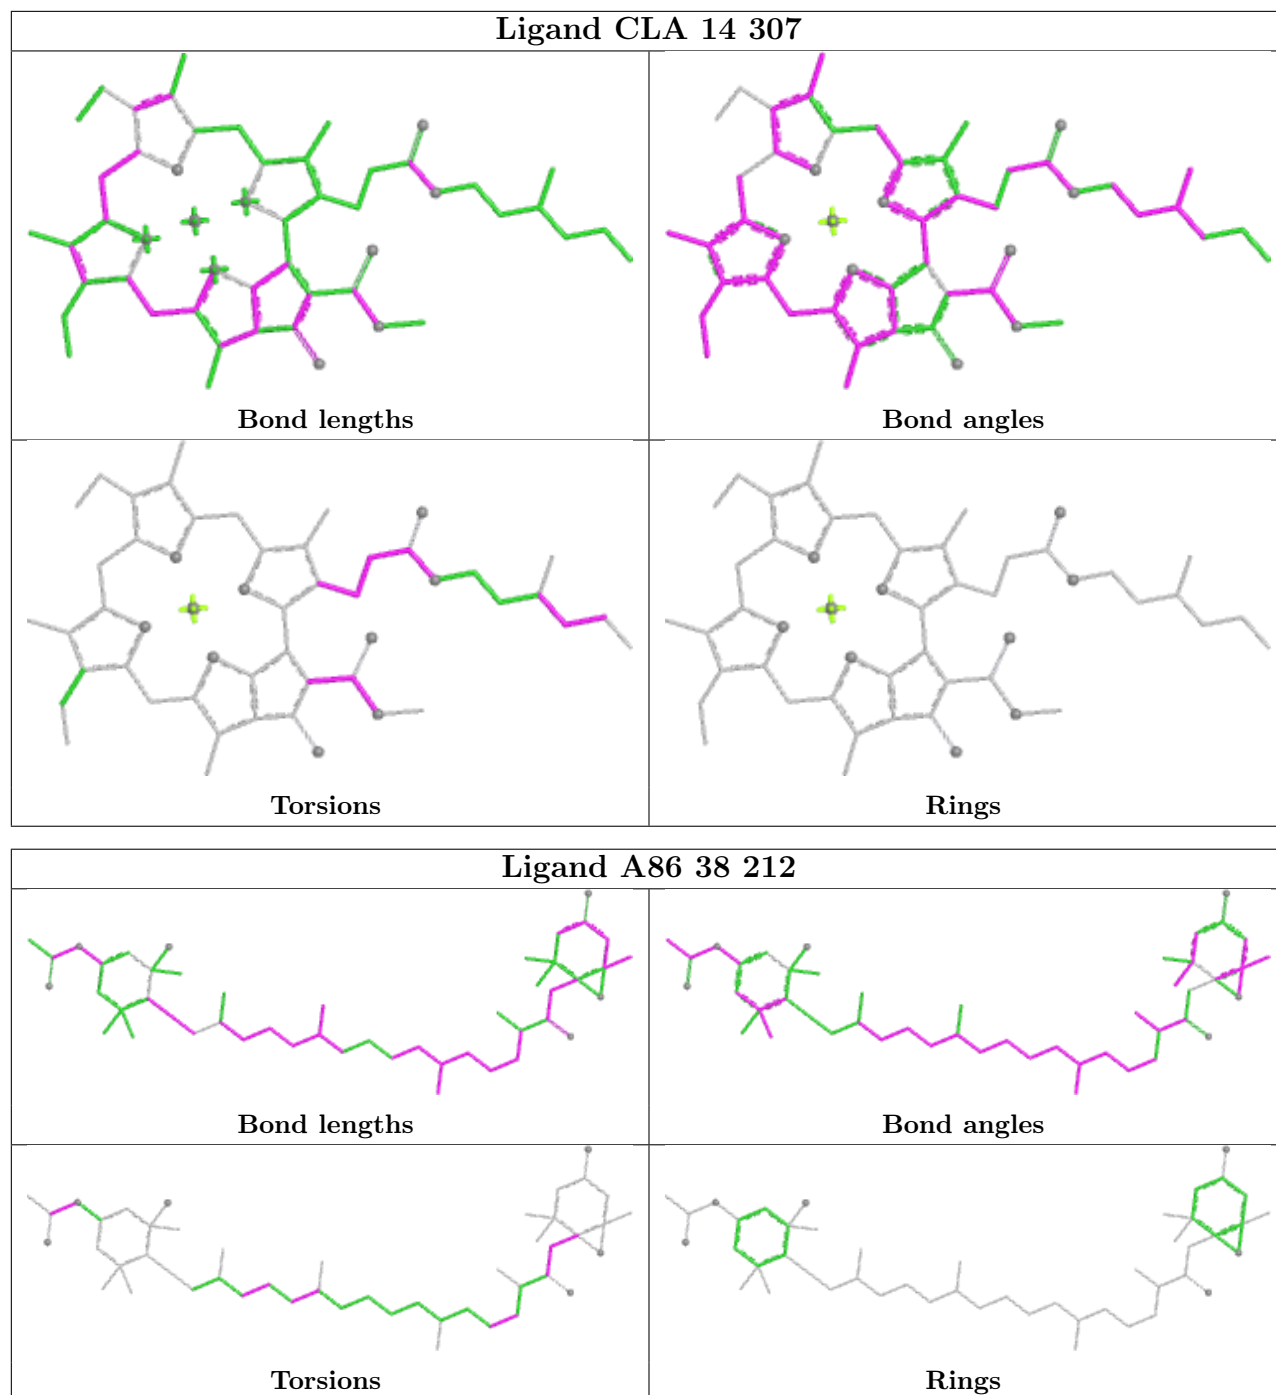 Ligand CLA 14 307
Bond lengths
Bond angles
Torsions
Rings
Ligand A86 38 212
Bond lengths
Bond angles
Torsions
Rings